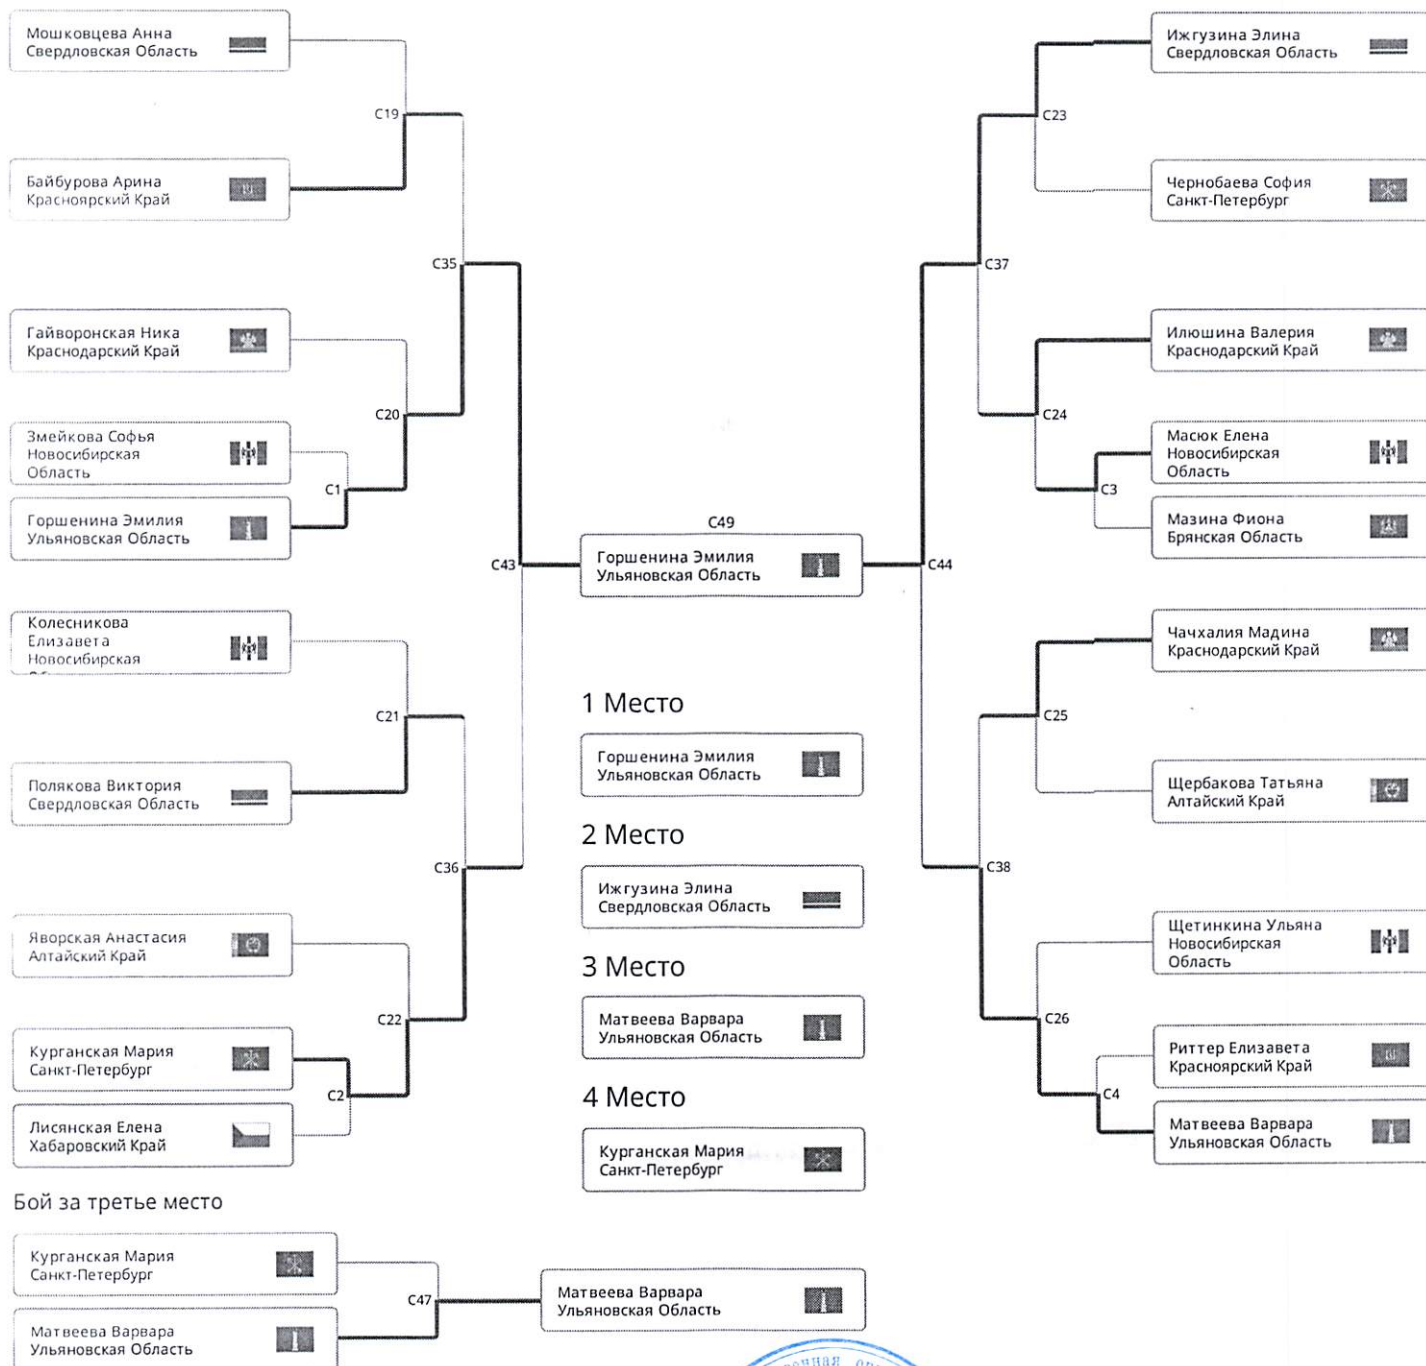 Мошковцева Анна
Свердловская Область
C19
Байбурова Арина
Красноярский Край
C35
Гайворонская Ника
Краснодарский Край
C20
Змейкова Софья
Новосибирская
Область
C1
Горшенина Эмилия
Ульяновская Область
C43
Колесникова
Елизавета
Новосибирская
C21
Полякова Виктория
Свердловская Область
C36
Яворская Анастасия
Алтайский Край
C22
Курганская Мария
Санкт-Петербург
C2
Лисянская Елена
Хабаровский Край
C49
Горшенина Эмилия
Ульяновская Область
1 Место
Горшенина Эмилия
Ульяновская Область
2 Место
Ижгузина Элина
Свердловская Область
3 Место
Матвеева Варвара
Ульяновская Область
4 Место
Курганская Мария
Санкт-Петербург
Ижгузина Элина
Свердловская Область
C23
Чернобаева София
Санкт-Петербург
C37
Илюшина Валерия
Краснодарский Край
C24
Масюк Елена
Новосибирская
Область
C3
Мазина Фиона
Брянская Область
C44
Чачхалия Мадина
Краснодарский Край
C25
Щербакова Татьяна
Алтайский Край
C38
Щетинкина Ульяна
Новосибирская
Область
C26
Риттер Елизавета
Красноярский Край
C4
Матвеева Варвара
Ульяновская Область
Бой за третье место
Курганская Мария
Санкт-Петербург
C47
Матвеева Варвара
Ульяновская Область
Матвеева Варвара
Ульяновская Область